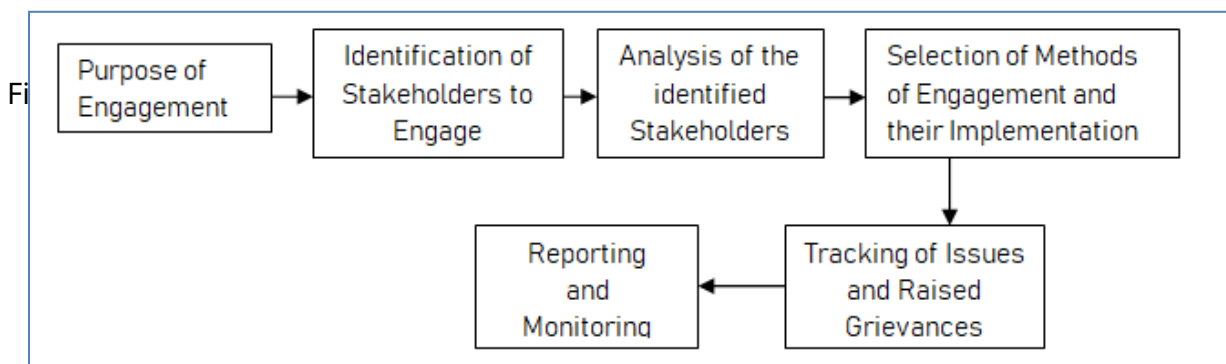 Purpose of
Engagement
Identification of
Stakeholders to
Engage
Analysis of the
identified
Stakeholders
Selection of Methods
of Engagement and
their Implementation
Fi
Tracking of Issues
and Raised
Grievances
Reporting
and
Monitoring